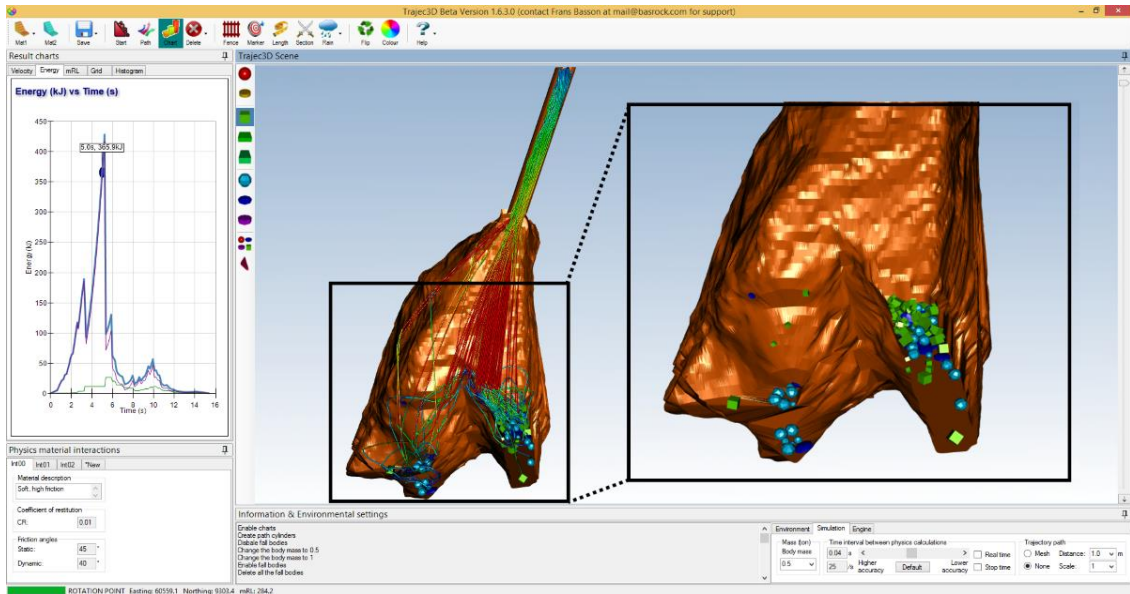 Trajec3D Beta Version 1.6.3.0 (contact Frans Basson at mail@basrock.com for support)
Mat1 Mat2 Save Start Path Chart Delete Fence Marker Length Section Rain Flip Colour Help
Result charts
Velocity Energy mRL Grid Histogram
Energy (kJ) vs Time (s)
450
400
5.0s, 365.9kJ
350
300
250
200
150
100
50
0
Energy (kJ)
0 2 4 6 8 10 12 14 16
Time (s)
Physics material interactions
Int00 Int01 Int02 *New
Material description
Soft, high friction
Coefficient of restitution
CR: 0.01
Friction angles
Static: 45 °
Dynamic: 40 °
Trajec3D Scene
Information & Environmental settings
Enable charts
Create path cylinders
Disbale fall bodies
Change the body mass to 0.5
Change the body mass to 1
Enable fall bodies
Delete all the fall bodies
Environment Simulation Engine
Mass (ton)
Body mass
0.5
Time interval between physics calculations
0.04 s < > Real time
25 /s Higher accuracy Default Lower accuracy Stop time
Trajectory path
Mesh Distance: 1.0 m
None Scale: 1
ROTATION POINT Easting: 60559.1 Northing: 9303.4 mRL: 284.2